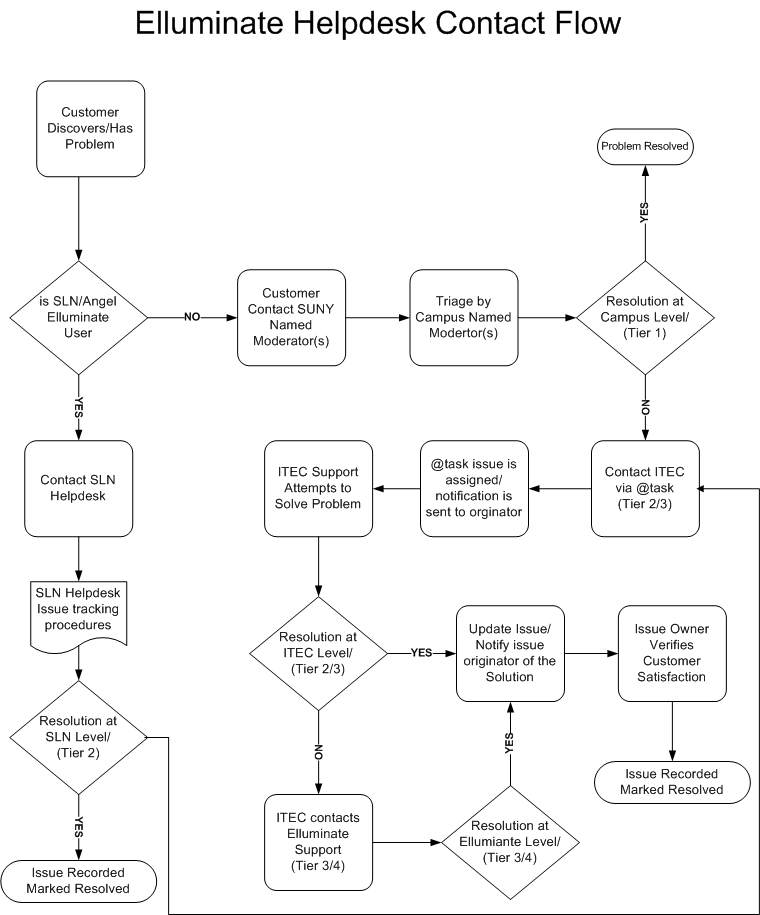 Elluminate Helpdesk Contact Flow
Customer
Discovers/Has
Problem
Problem Resolved
YES
is SLN/Angel
Elluminate
User
NO
Customer
Contact SUNY
Named
Moderator(s)
Triage by
Campus Named
Modertor(s)
Resolution at
Campus Level/
(Tier 1)
YES
NO
Contact SLN
Helpdesk
ITEC Support
Attempts to
Solve Problem
@task issue is
assigned/
notification is
sent to orginator
Contact ITEC
via @task
(Tier 2/3)
SLN Helpdesk
Issue tracking
procedures
Resolution at
ITEC Level/
(Tier 2/3)
YES
Update Issue/
Notify issue
originator of the
Solution
Issue Owner
Verifies
Customer
Satisfaction
Resolution at
SLN Level/
(Tier 2)
NO
YES
Issue Recorded
Marked Resolved
YES
ITEC contacts
Elluminate
Support
(Tier 3/4)
Resolution at
Ellumiante Level/
(Tier 3/4)
Issue Recorded
Marked Resolved